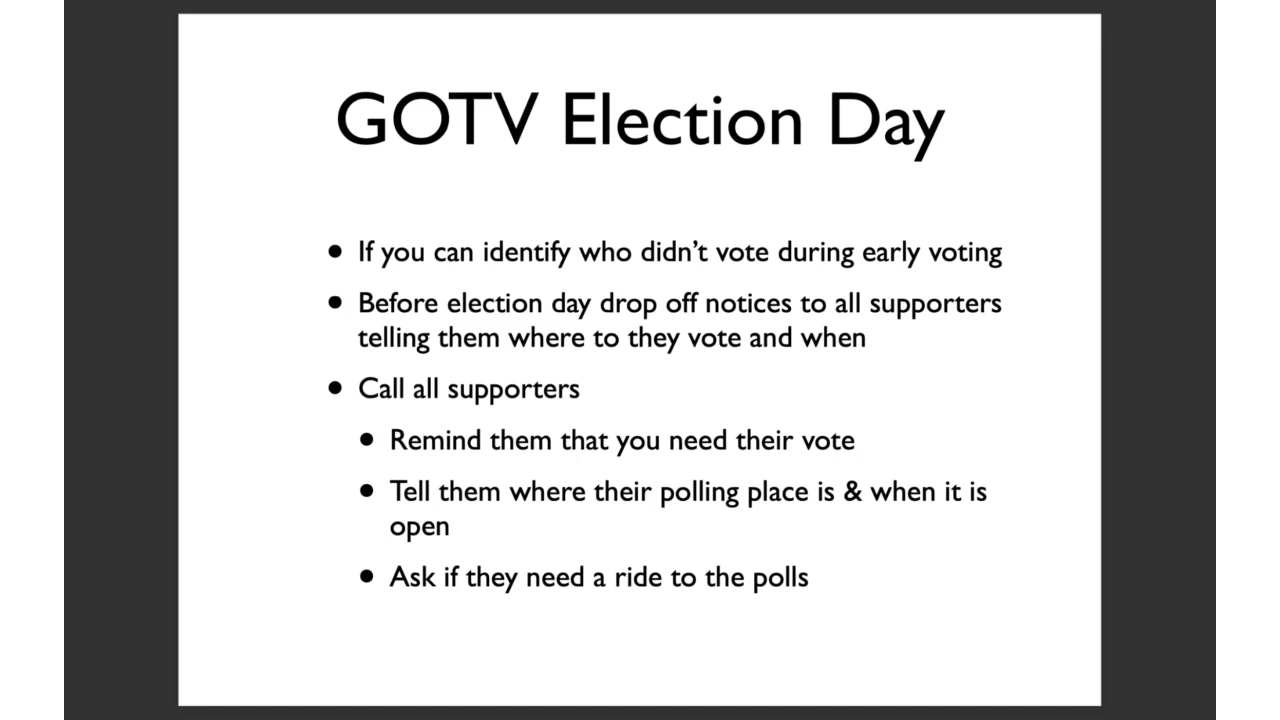 GOTV Election Day
• If you can identify who didn't vote during early voting
• Before election day drop off notices to all supporters
telling them where to they vote and when
• Call all supporters
• Remind them that you need their vote
• Tell them where their polling place is & when it is
open
• Ask if they need a ride to the polls